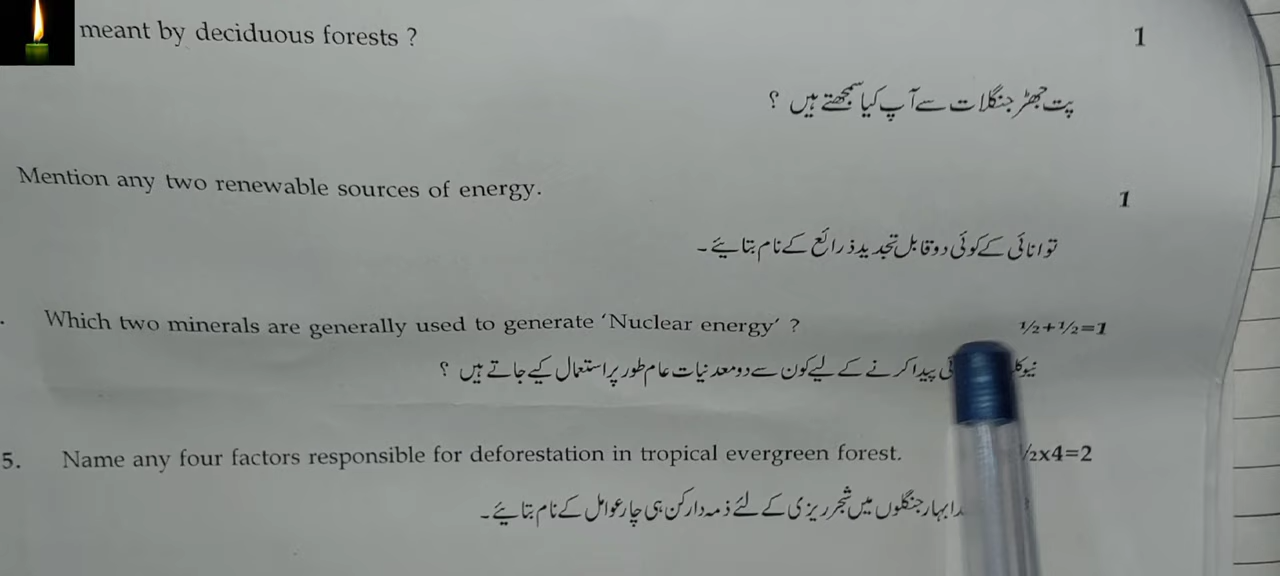 meant by deciduous forests ? 1
پت جھڑ جنگلات سے آپ کیا سمجھتے ہیں ؟
Mention any two renewable sources of energy. 1
توانائی کے کوئی دو قابل تجدید ذرائع کے نام بتایئے۔
Which two minerals are generally used to generate ‘Nuclear energy’ ? ½+½=1
پیدا کرنے کے لیے کون سے دو معدنیات عام طور پر استعمال کیے جاتے ہیں ؟
5. Name any four factors responsible for deforestation in tropical evergreen forest. ½x4=2
جنگلوں میں شجر ریزی کے لئے ذمہ دار کن ہی چار عوامل کے نام بتایئے۔